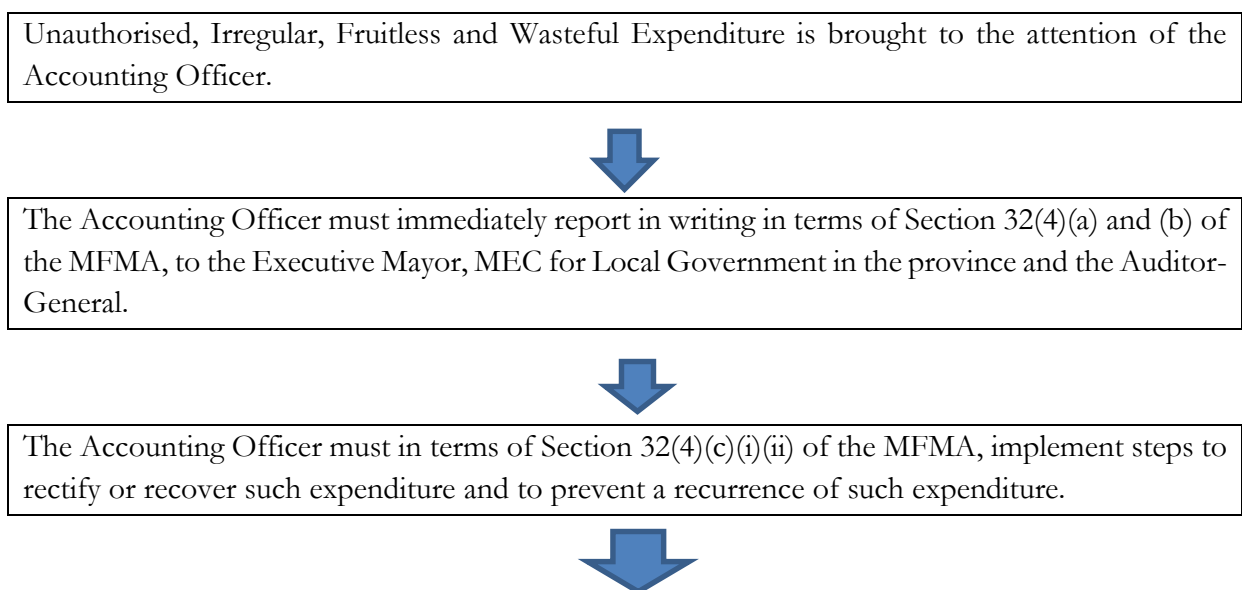 Unauthorised, Irregular, Fruitless and Wasteful Expenditure is brought to the attention of the
Accounting Officer.
The Accounting Officer must immediately report in writing in terms of Section 32(4)(a) and (b) of
the MFMA, to the Executive Mayor, MEC for Local Government in the province and the Auditor-
General.
The Accounting Officer must in terms of Section 32(4)(c)(i)(ii) of the MFMA, implement steps to
rectify or recover such expenditure and to prevent a recurrence of such expenditure.